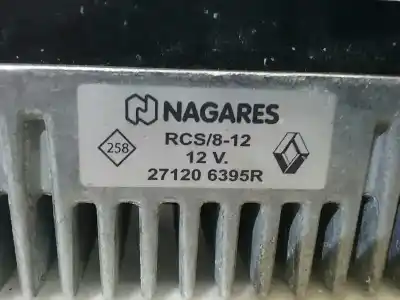 NAGARES
258
RCS/8-12
12 V.
27120 6395R